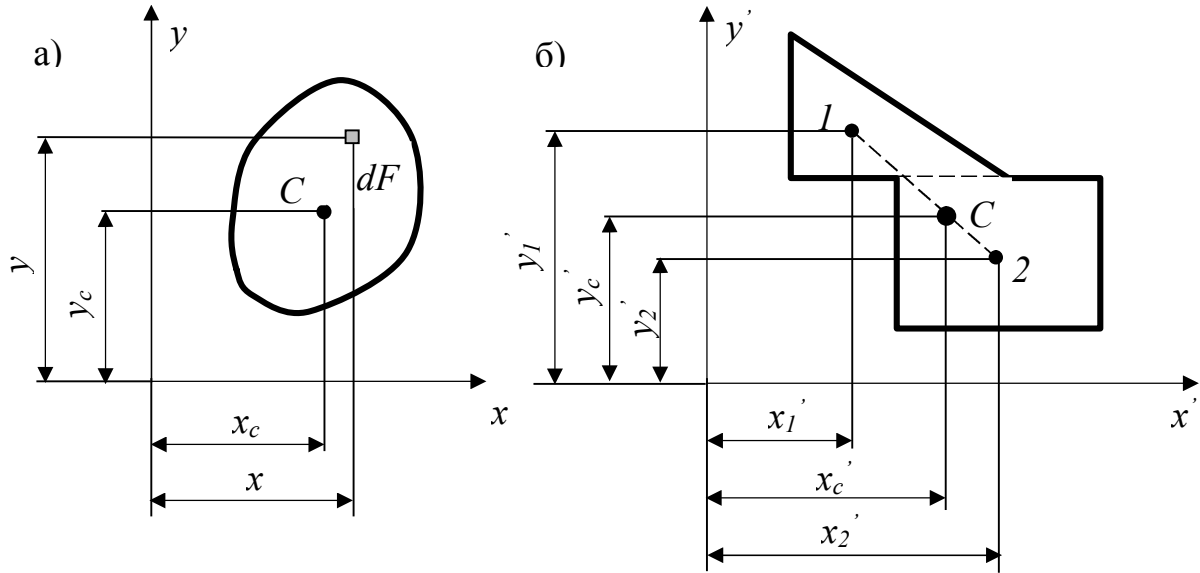 а)
y
dF
C
y
y_c
x
x_c
x
б)
y'
1
C
2
y_1'
y_c'
y_2'
x'
x_1'
x_c'
x_2'